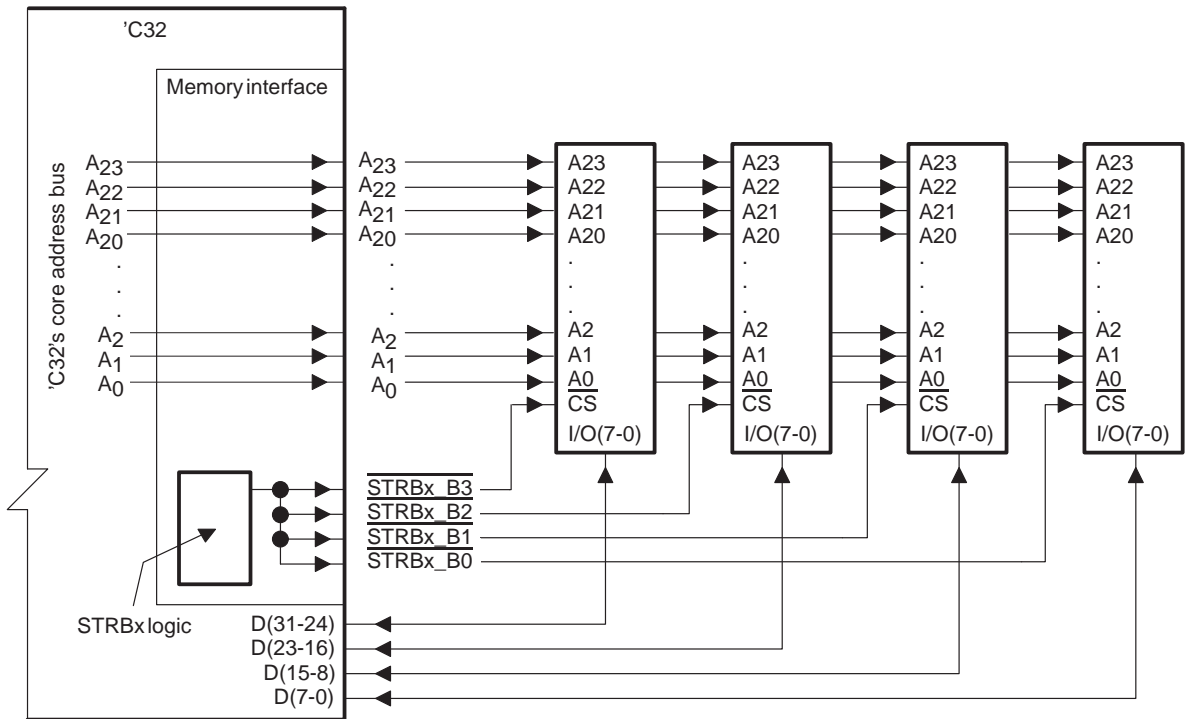 'C32
Memory interface
'C32's core address bus
A23
A22
A21
A20
.
.
.
A2
A1
A0
A23
A22
A21
A20
.
.
.
A2
A1
A0
A23
A22
A21
A20
.
.
.
A2
A1
A0
CS
I/O(7-0)
A23
A22
A21
A20
.
.
.
A2
A1
A0
CS
I/O(7-0)
A23
A22
A21
A20
.
.
.
A2
A1
A0
CS
I/O(7-0)
A23
A22
A21
A20
.
.
.
A2
A1
A0
CS
I/O(7-0)
STRBx_B3
STRBx_B2
STRBx_B1
STRBx_B0
STRBx logic
D(31-24)
D(23-16)
D(15-8)
D(7-0)